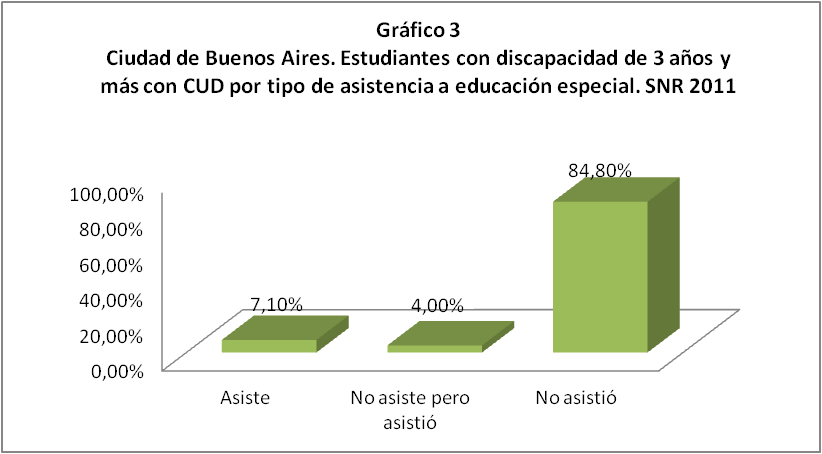 Gráfico 3
Ciudad de Buenos Aires. Estudiantes con discapacidad de 3 años y
más con CUD por tipo de asistencia a educación especial. SNR 2011
100,00%
80,00%
60,00%
40,00%
20,00%
0,00%
7,10%
4,00%
84,80%
Asiste
No asiste pero
asistió
No asistió